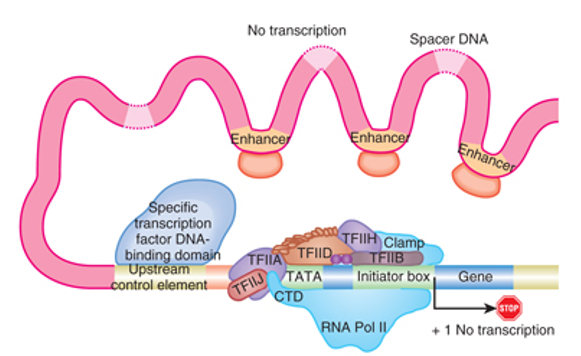 No transcription
Spacer DNA
Enhancer
Enhancer
Enhancer
Specific
transcription
factor DNA-
binding domain
Upstream
control element
TFIIA
TFIIJ
TFIID
TFIIH
Clamp
TFIIB
TATA
Initiator box
Gene
CTD
RNA Pol II
STOP
+ 1 No transcription